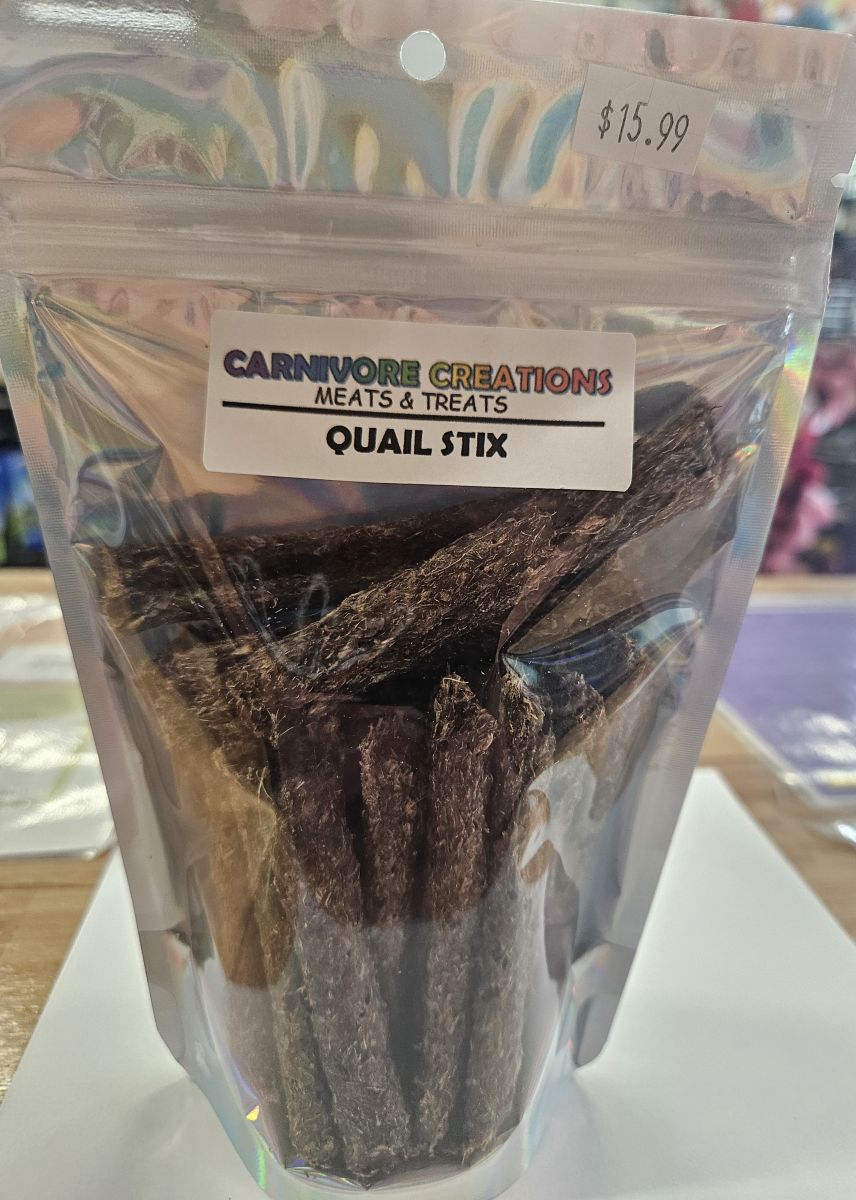 $15.99
CARNIVORE CREATIONS
MEATS & TREATS
QUAIL STIX